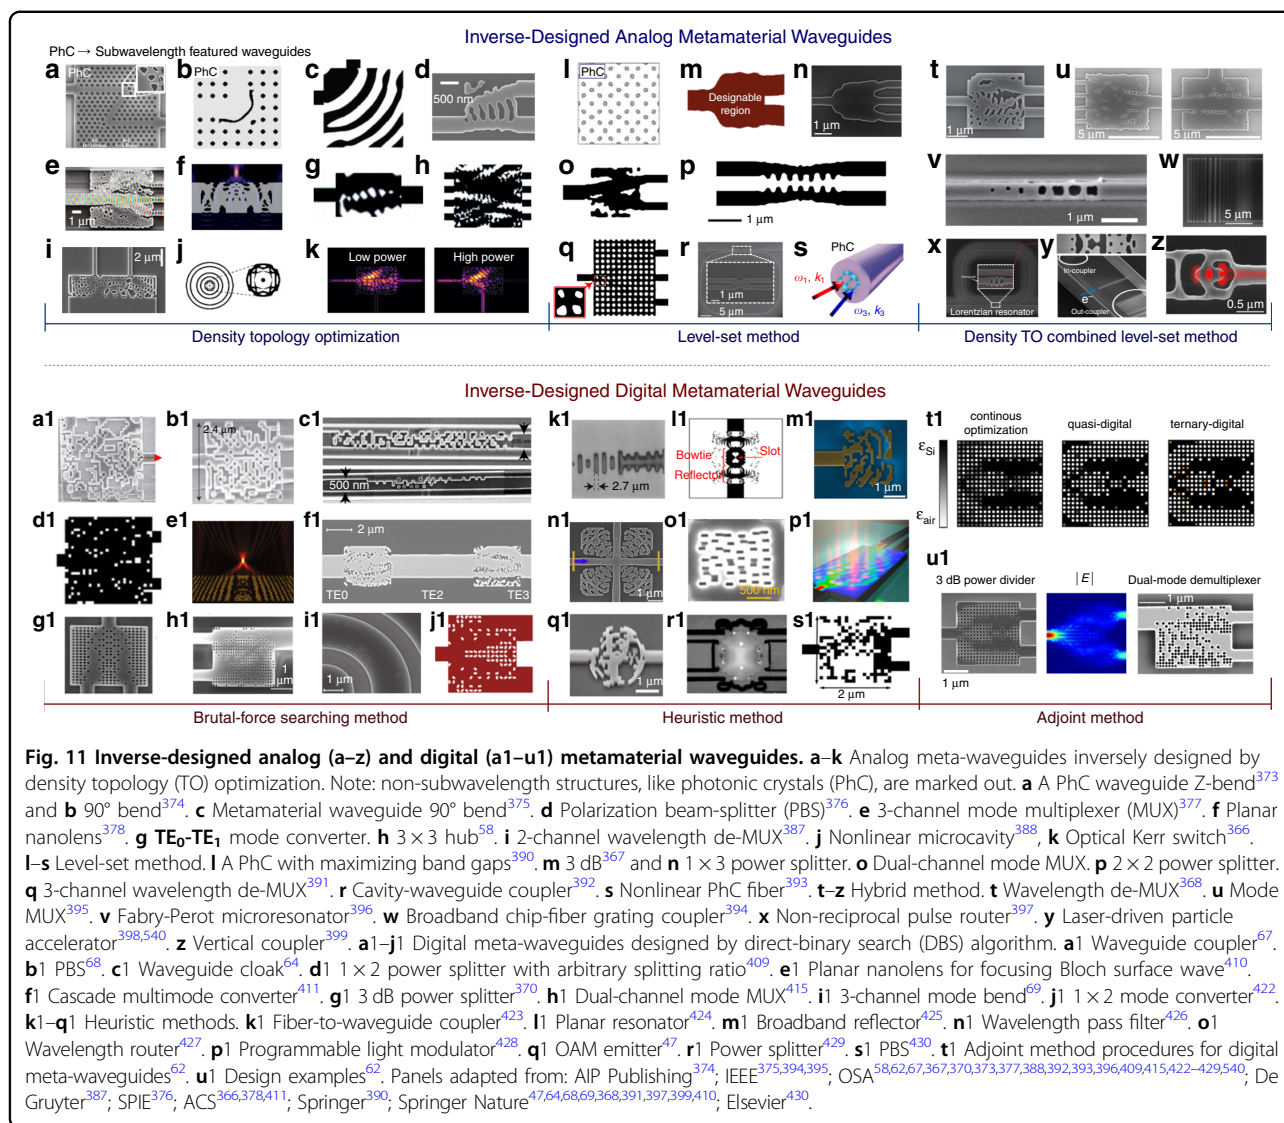 Inverse-Designed Analog Metamaterial Waveguides
PhC → Subwavelength featured waveguides
a b c d l m n t u
PhC
PhC
500 nm
PhC
Designable
region
1 μm
1 μm
5 μm
5 μm
e f g h o p v w
1 μm
1 μm
1 μm
5 μm
i j k q r s x y z
2 μm
Low power
High power
1 μm
5 μm
PhC
ω1, k1
ω3, k3
Lorentzian resonator
In-coupler
e
Out-coupler
0.5 μm
Density topology optimization
Level-set method
Density TO combined level-set method
Inverse-Designed Digital Metamaterial Waveguides
a1 b1 c1 k1 l1 m1 t1
2.4 μm
500 nm
2.7 μm
Bowtie
Slot
Reflector
1 μm
continous
optimization
quasi-digital
ternary-digital
εSi
εair
d1 e1 f1 n1 o1 p1 u1
2 μm
TE0
TE2
TE3
1 μm
500 nm
3 dB power divider
|E|
Dual-mode demultiplexer
1 μm
1 μm
g1 h1 i1 j1 q1 r1 s1
1
μm
1 μm
1 μm
2 μm
Brutal-force searching method
Heuristic method
Adjoint method
Fig. 11 Inverse-designed analog (a–z) and digital (a1–u1) metamaterial waveguides. a–k Analog meta-waveguides inversely designed by
density topology (TO) optimization. Note: non-subwavelength structures, like photonic crystals (PhC), are marked out. a A PhC waveguide Z-bend373
and b 90° bend374. c Metamaterial waveguide 90° bend375. d Polarization beam-splitter (PBS)376. e 3-channel mode multiplexer (MUX)377. f Planar
nanolens378. g TE0-TE1 mode converter. h 3 × 3 hub58. i 2-channel wavelength de-MUX387. j Nonlinear microcavity388, k Optical Kerr switch366.
l–s Level-set method. l A PhC with maximizing band gaps390. m 3 dB367 and n 1 × 3 power splitter. o Dual-channel mode MUX. p 2 × 2 power splitter.
q 3-channel wavelength de-MUX391. r Cavity-waveguide coupler392. s Nonlinear PhC fiber393. t–z Hybrid method. t Wavelength de-MUX368. u Mode
MUX395. v Fabry-Perot microresonator396. w Broadband chip-fiber grating coupler394. x Non-reciprocal pulse router397. y Laser-driven particle
accelerator398,540. z Vertical coupler399. a1–j1 Digital meta-waveguides designed by direct-binary search (DBS) algorithm. a1 Waveguide coupler67.
b1 PBS68. c1 Waveguide cloak64. d1 1 × 2 power splitter with arbitrary splitting ratio409. e1 Planar nanolens for focusing Bloch surface wave410.
f1 Cascade multimode converter411. g1 3 dB power splitter370. h1 Dual-channel mode MUX415. i1 3-channel mode bend69. j1 1 × 2 mode converter422.
k1–q1 Heuristic methods. k1 Fiber-to-waveguide coupler423. l1 Planar resonator424. m1 Broadband reflector425. n1 Wavelength pass filter426. o1
Wavelength router427. p1 Programmable light modulator428. q1 OAM emitter47. r1 Power splitter429. s1 PBS430. t1 Adjoint method procedures for digital
meta-waveguides62. u1 Design examples62. Panels adapted from: AIP Publishing374; IEEE375,394,395; OSA58,62,67,367,370,373,377,388,392,393,396,409,415,422–429,540; De
Gruyter387; SPIE376; ACS366,378,411; Springer390; Springer Nature47,64,68,69,368,391,397,399,410; Elsevier430.